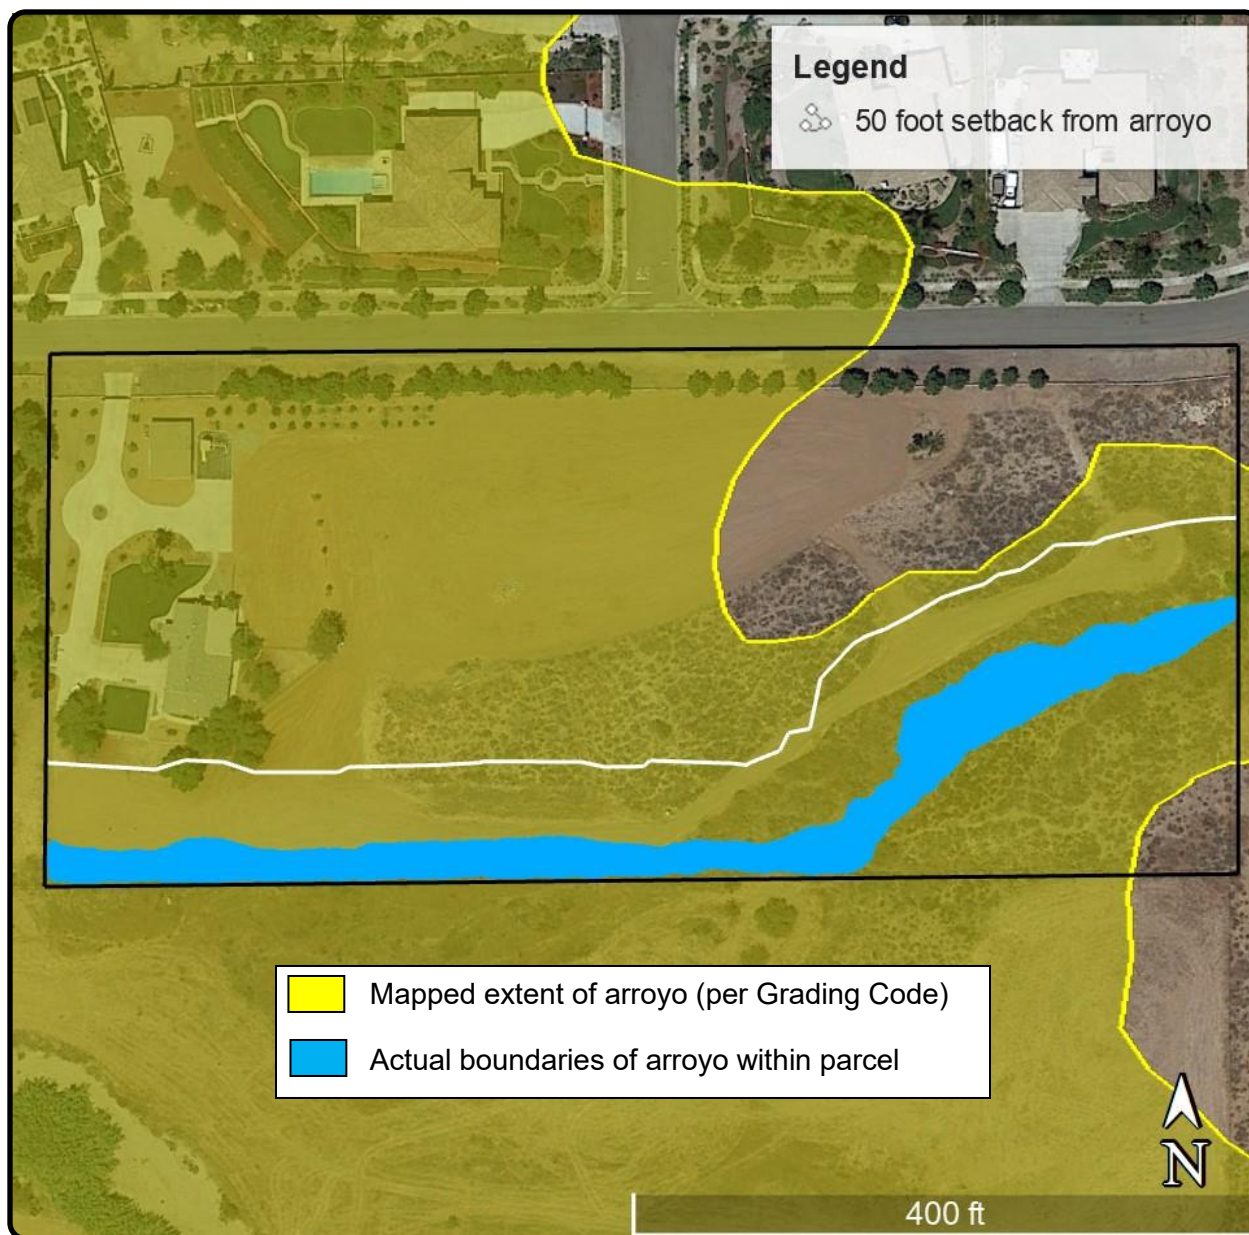 Legend
50 foot setback from arroyo
Mapped extent of arroyo (per Grading Code)
Actual boundaries of arroyo within parcel
N
400 ft